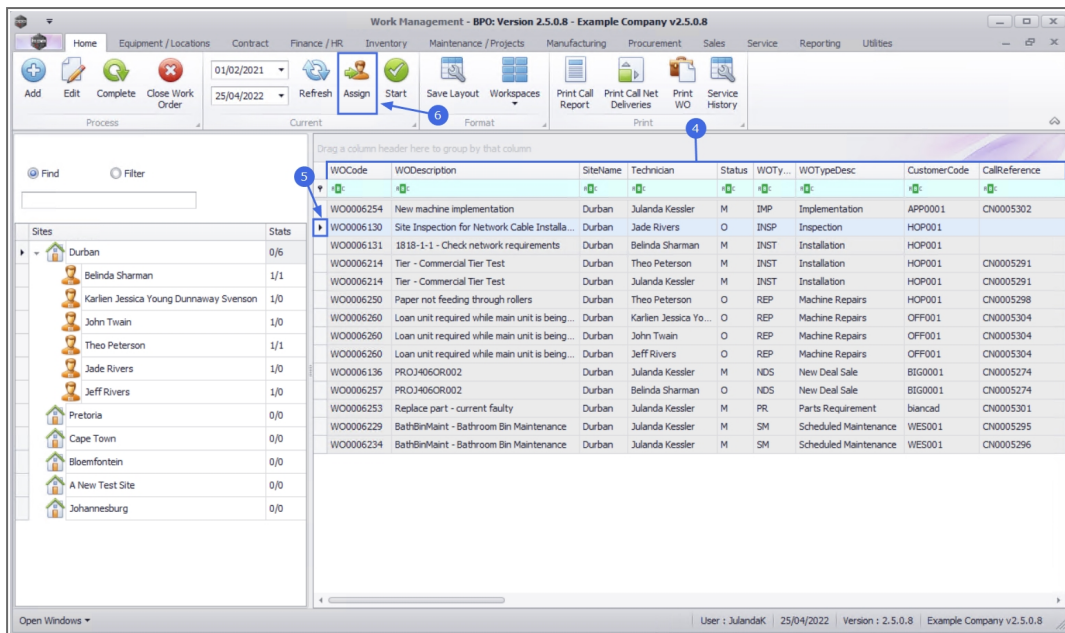 Work Management - BPO: Version 2.5.0.8 - Example Company v2.5.0.8
Home Equipment / Locations Contract Finance / HR Inventory Maintenance / Projects Manufacturing Procurement Sales Service Reporting Utilities
01/02/2021
25/04/2022
Add Edit Complete Close Work Order Refresh Assign Start Save Layout Workspaces Print Call Report Print Call Net Deliveries Print WO Service History
Process Current Format Print
6
4
5
Drag a column header here to group by that column
Find Filter
WOCode WODescription SiteName Technician Status WOTy... WOTypeDesc CustomerCode CallReference
WO0006254 New machine implementation Durban Julanda Kessler M IMP Implementation APP0001 CN0005302
WO0006130 Site Inspection for Network Cable Installa... Durban Jade Rivers O INSP Inspection HOP001
WO0006131 1818-1-1 - Check network requirements Durban Belinda Sharman M INST Installation HOP001
WO0006214 Tier - Commercial Tier Test Durban Theo Peterson M INST Installation HOP001 CN0005291
WO0006214 Tier - Commercial Tier Test Durban Julanda Kessler M INST Installation HOP001 CN0005291
WO0006250 Paper not feeding through rollers Durban Theo Peterson O REP Machine Repairs HOP001 CN0005298
WO0006260 Loan unit required while main unit is being... Durban Karlien Jessica Yo... O REP Machine Repairs OFF001 CN0005304
WO0006260 Loan unit required while main unit is being... Durban John Twain O REP Machine Repairs OFF001 CN0005304
WO0006260 Loan unit required while main unit is being... Durban Jeff Rivers O REP Machine Repairs OFF001 CN0005304
WO0006136 PROJ406OR002 Durban Julanda Kessler M NDS New Deal Sale BIG0001 CN0005274
WO0006257 PROJ406OR002 Durban Belinda Sharman O NDS New Deal Sale BIG0001 CN0005274
WO0006253 Replace part - current faulty Durban Julanda Kessler M PR Parts Requirement biancad CN0005301
WO0006229 BathBinMaint - Bathroom Bin Maintenance Durban Julanda Kessler M SM Scheduled Maintenance WES001 CN0005295
WO0006234 BathBinMaint - Bathroom Bin Maintenance Durban Julanda Kessler M SM Scheduled Maintenance WES001 CN0005296
Sites Stats
Durban 0/6
Belinda Sharman 1/1
Karlien Jessica Young Dunnaway Svenson 1/0
John Twain 1/0
Theo Peterson 1/1
Jade Rivers 1/0
Jeff Rivers 1/0
Pretoria 0/0
Cape Town 0/0
Bloemfontein 0/0
A New Test Site 0/0
Johannesburg 0/0
Open Windows User : JulandaK 25/04/2022 Version : 2.5.0.8 Example Company v2.5.0.8